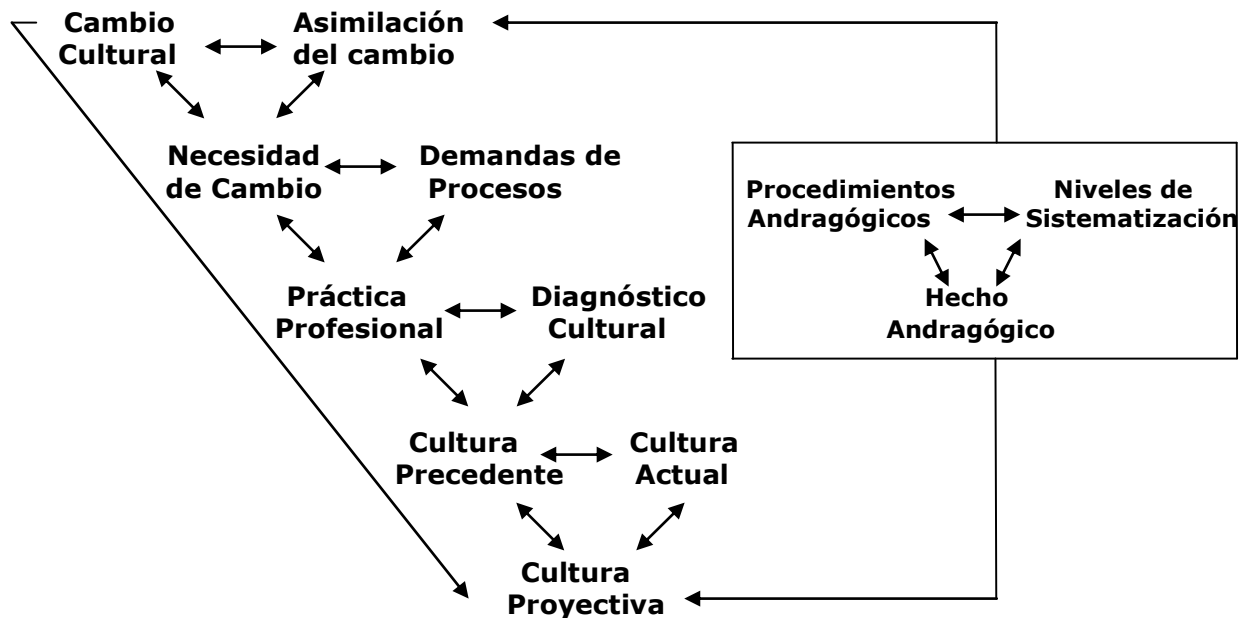 Cambio
Cultural
Asimilación
del cambio
Necesidad
de Cambio
Demandas de
Procesos
Procedimientos
Andragógicos
Niveles de
Sistematización
Hecho
Andragógico
Práctica
Profesional
Diagnóstico
Cultural
Cultura
Precedente
Cultura
Actual
Cultura
Proyectiva